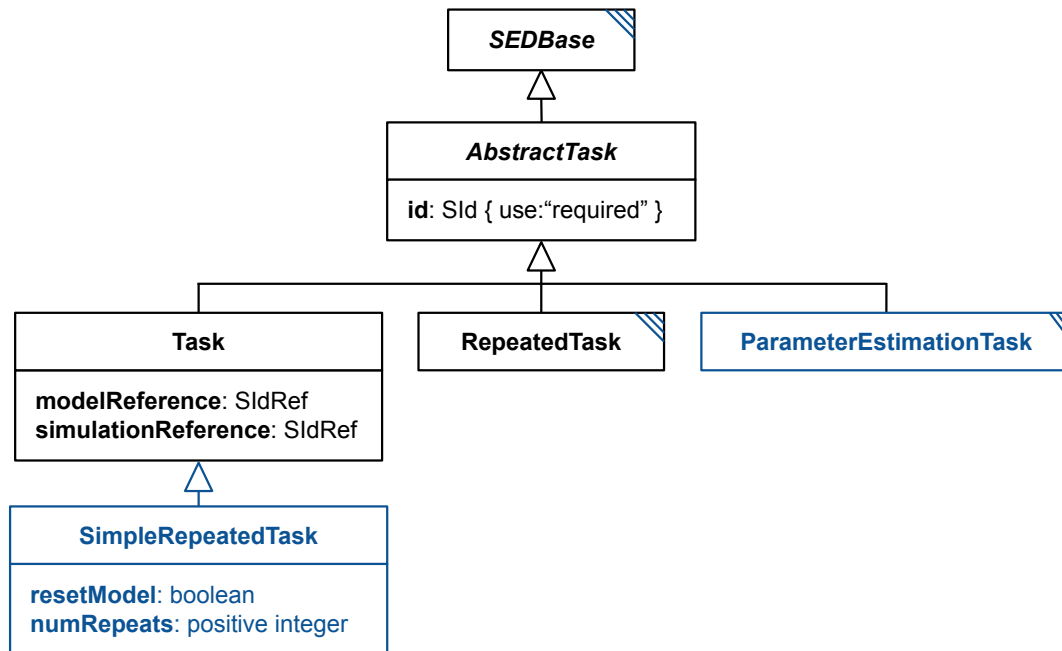 SEDBase
AbstractTask
id: SId { use:“required” }
Task
RepeatedTask
ParameterEstimationTask
modelReference: SIdRef
simulationReference: SIdRef
SimpleRepeatedTask
resetModel: boolean
numRepeats: positive integer